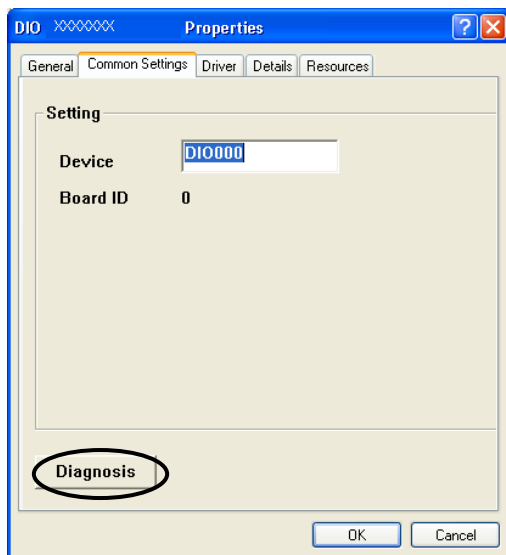 DIO XXXXXXX Properties
General Common Settings Driver Details Resources
Setting
Device DIO000
Board ID 0
Diagnosis
OK Cancel